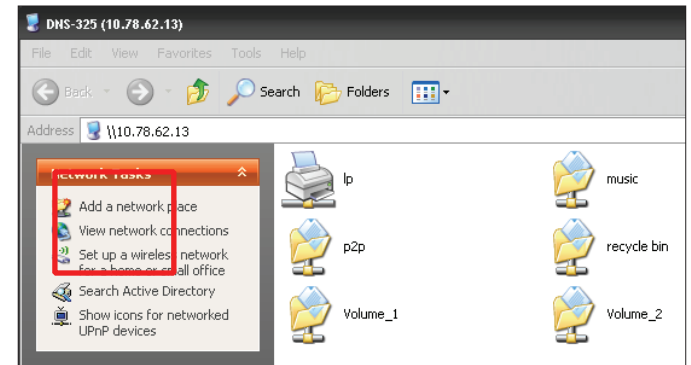 DNS-325 (10.78.62.13)
File Edit View Favorites Tools Help
Back Search Folders
Address \\10.78.62.13
Network Tasks
Add a network place
View network connections
Set up a wireless network
for a home or small office
Search Active Directory
Show icons for networked
UPnP devices
lp
music
p2p
recycle bin
Volume_1
Volume_2